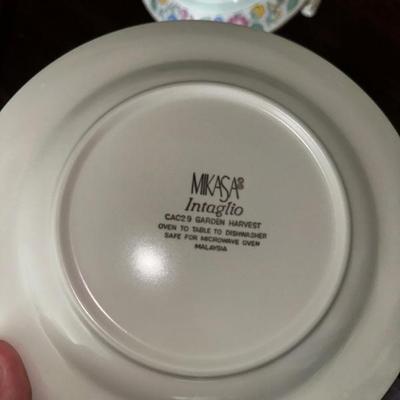 MIKASA®
Intaglio
CAC29 GARDEN HARVEST
OVEN TO TABLE TO DISHWASHER
SAFE FOR MICROWAVE OVEN
MALAYSIA